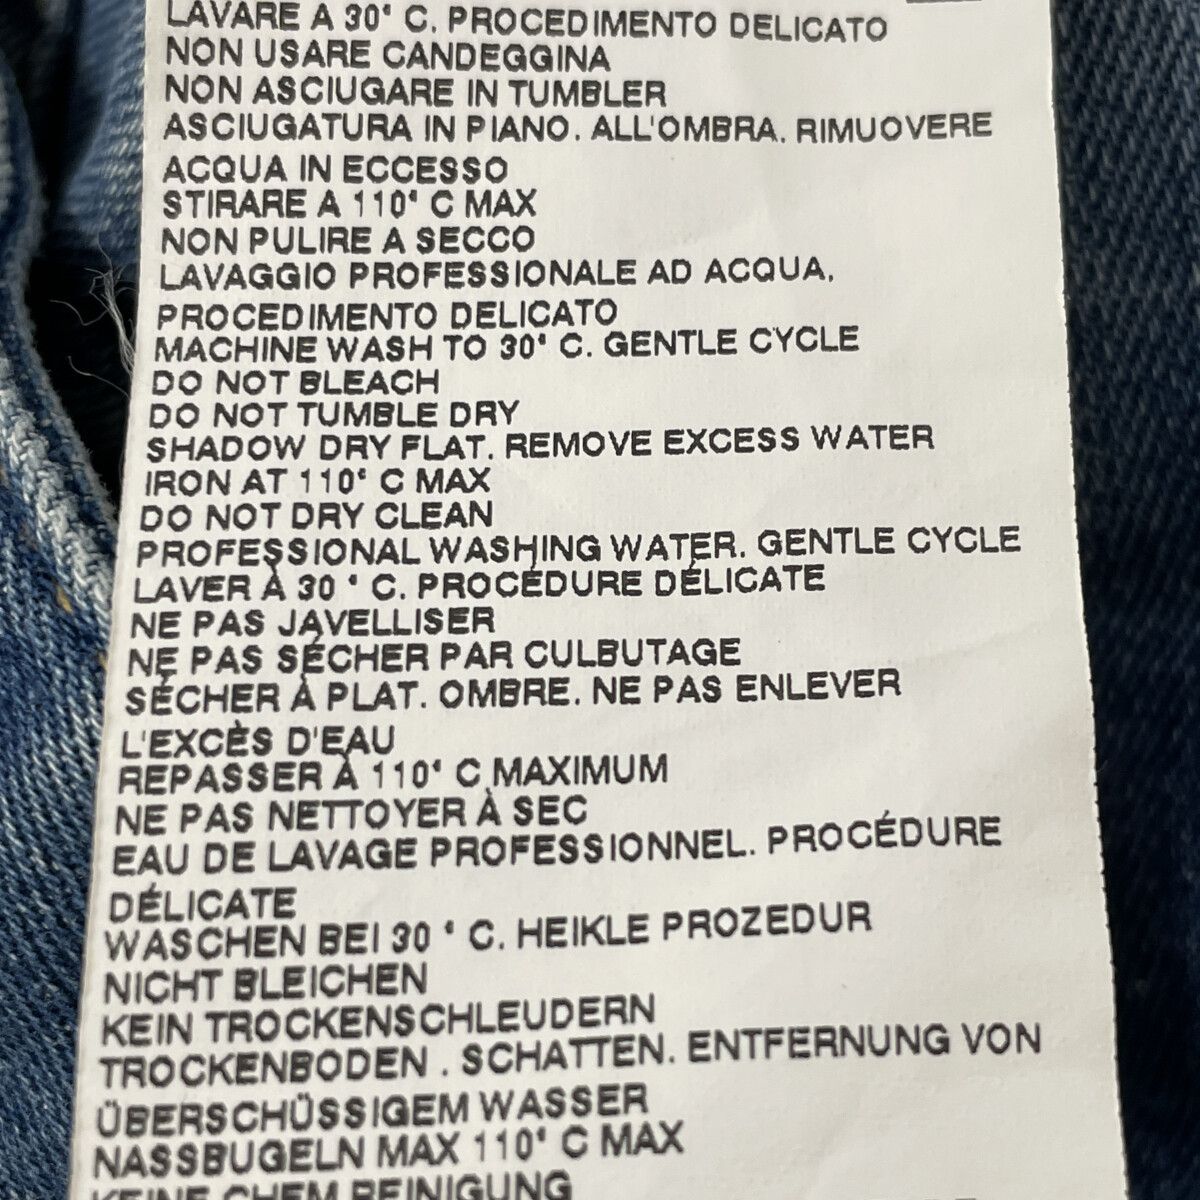 LAVARE A 30° C. PROCEDIMENTO DELICATO
NON USARE CANDEGGINA
NON ASCIUGARE IN TUMBLER
ASCIUGATURA IN PIANO. ALL'OMBRA. RIMUOVERE
ACQUA IN ECCESSO
STIRARE A 110° C MAX
NON PULIRE A SECCO
LAVAGGIO PROFESSIONALE AD ACQUA.
PROCEDIMENTO DELICATO
MACHINE WASH TO 30° C. GENTLE CYCLE
DO NOT BLEACH
DO NOT TUMBLE DRY
SHADOW DRY FLAT. REMOVE EXCESS WATER
IRON AT 110° C MAX
DO NOT DRY CLEAN
PROFESSIONAL WASHING WATER. GENTLE CYCLE
LAVER À 30 ° C. PROCÉDURE DÉLICATE
NE PAS JAVELLISER
NE PAS SÉCHER PAR CULBUTAGE
SÉCHER À PLAT. OMBRE. NE PAS ENLEVER
L'EXCÈS D'EAU
REPASSER À 110° C MAXIMUM
NE PAS NETTOYER À SEC
EAU DE LAVAGE PROFESSIONNEL. PROCÉDURE
DÉLICATE
WASCHEN BEI 30 ° C. HEIKLE PROZEDUR
NICHT BLEICHEN
KEIN TROCKENSCHLEUDERN
TROCKENBODEN . SCHATTEN. ENTFERNUNG VON
ÜBERSCHÜSSIGEM WASSER
NASSBUGELN MAX 110° C MAX
KEINE CHEM REINIGUNG